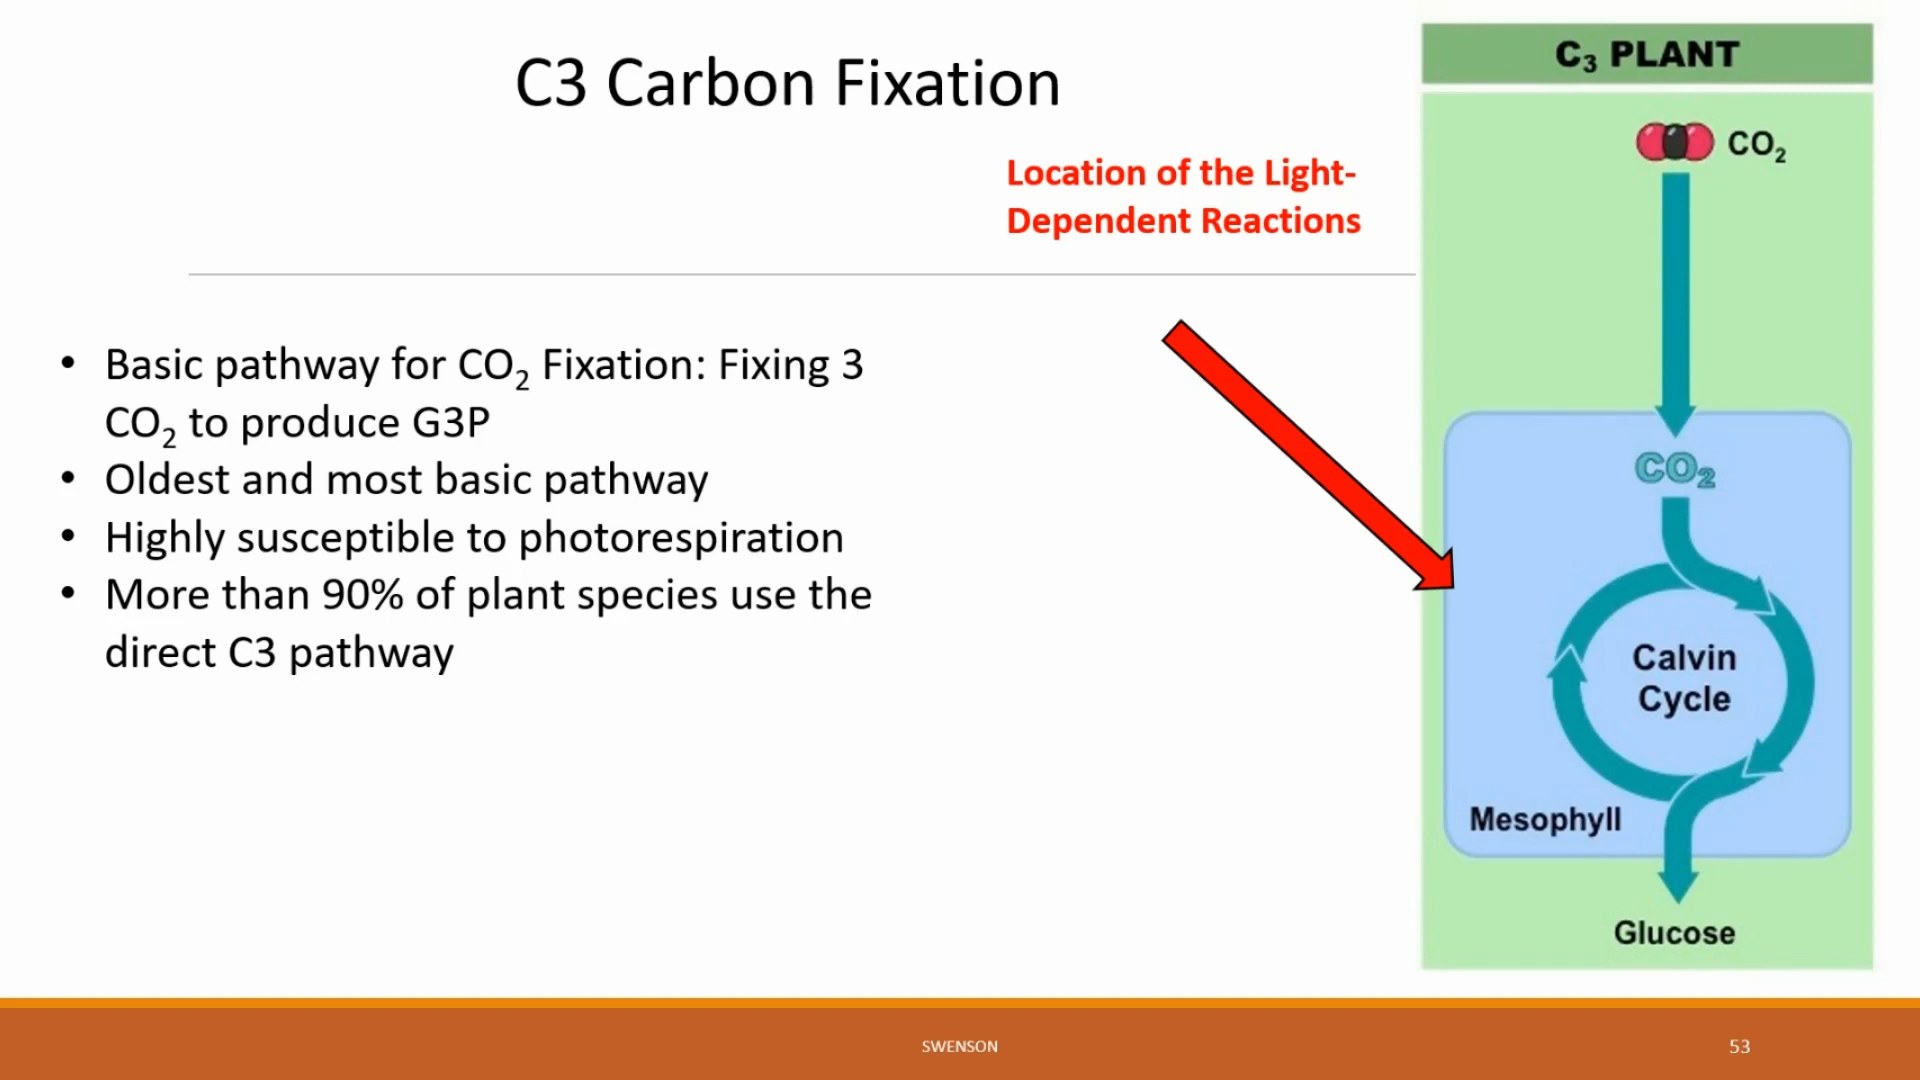 C3 Carbon Fixation
Location of the Light-
Dependent Reactions
• Basic pathway for CO₂ Fixation: Fixing 3
CO₂ to produce G3P
• Oldest and most basic pathway
• Highly susceptible to photorespiration
• More than 90% of plant species use the
direct C3 pathway
C₃ PLANT
CO₂
CO₂
Calvin
Cycle
Mesophyll
Glucose
SWENSON
53